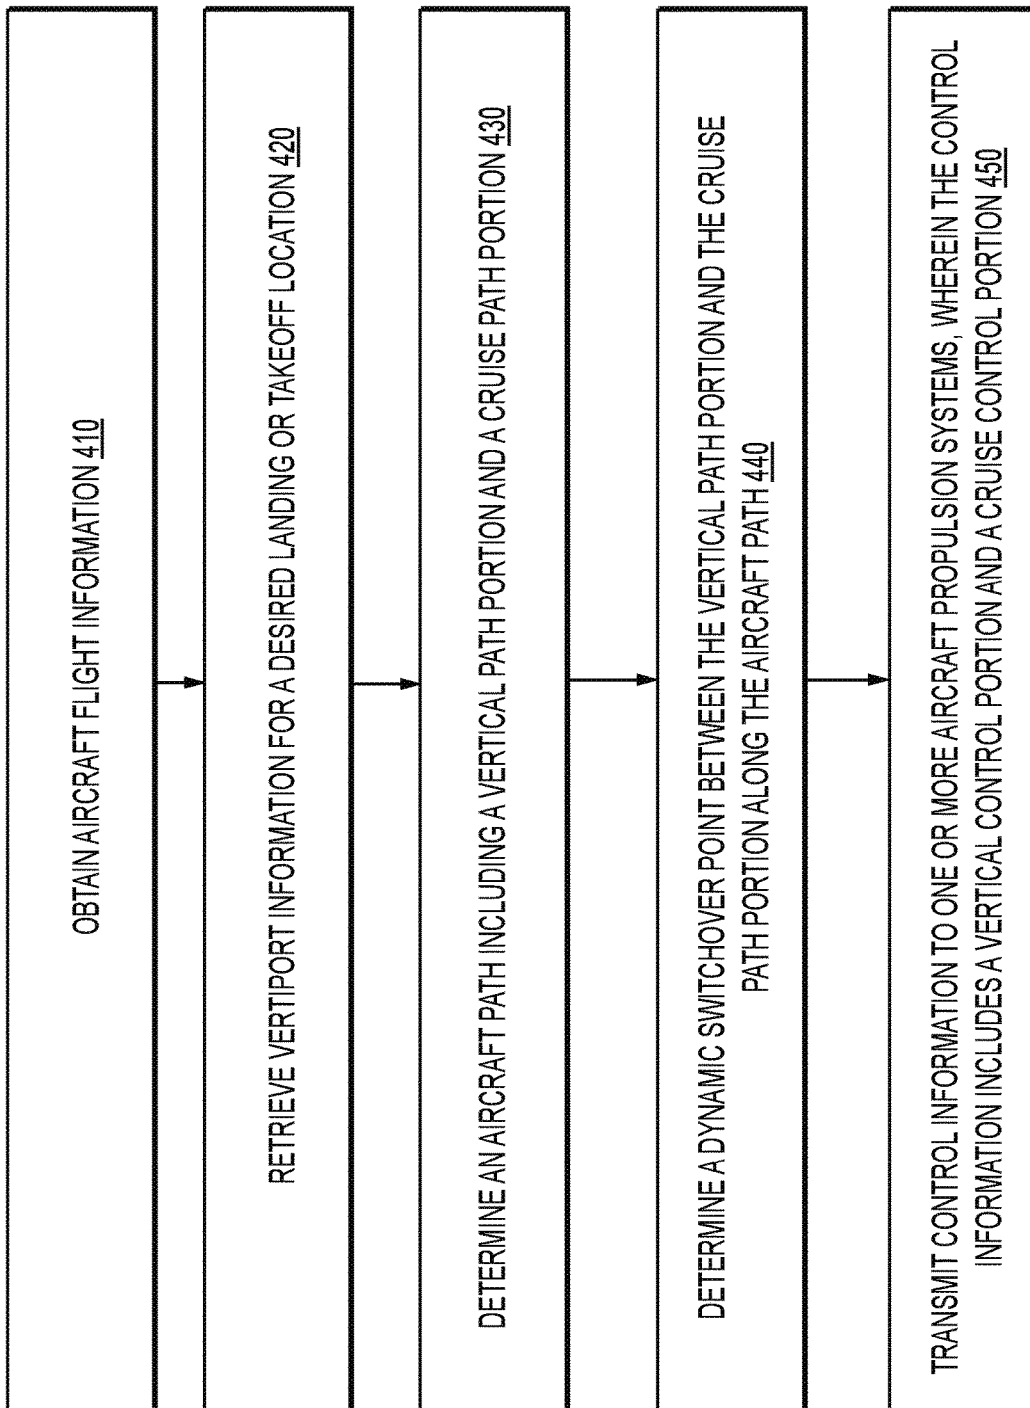 OBTAIN AIRCRAFT FLIGHT INFORMATION 410
RETRIEVE VERTIPORT INFORMATION FOR A DESIRED LANDING OR TAKEOFF LOCATION 420
DETERMINE AN AIRCRAFT PATH INCLUDING A VERTICAL PATH PORTION AND A CRUISE PATH PORTION 430
DETERMINE A DYNAMIC SWITCHOVER POINT BETWEEN THE VERTICAL PATH PORTION AND THE CRUISE
PATH PORTION ALONG THE AIRCRAFT PATH 440
TRANSMIT CONTROL INFORMATION TO ONE OR MORE AIRCRAFT PROPULSION SYSTEMS, WHEREIN THE CONTROL
INFORMATION INCLUDES A VERTICAL CONTROL PORTION AND A CRUISE CONTROL PORTION 450